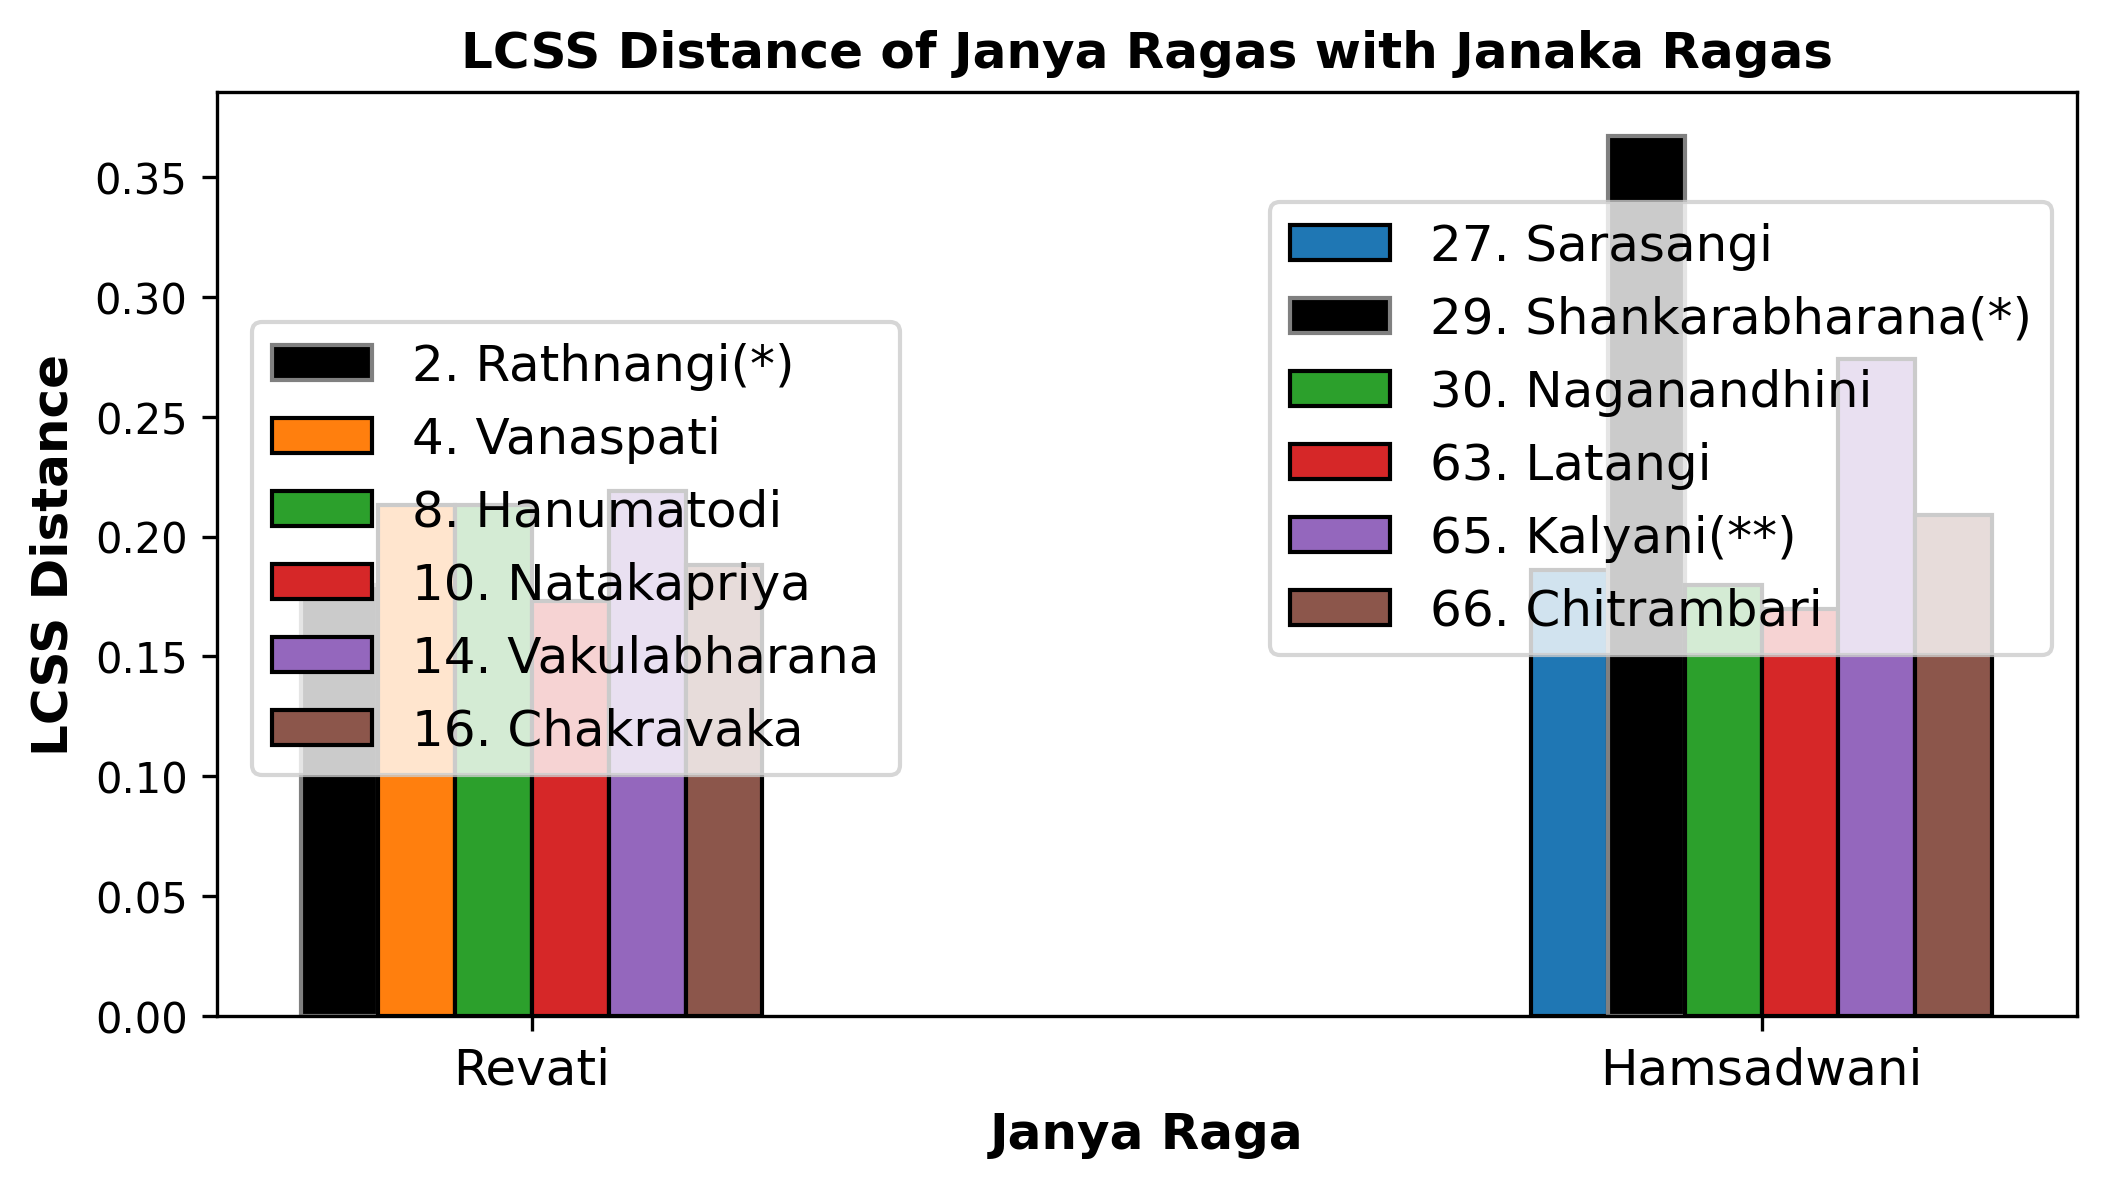 LCSS Distance of Janya Ragas with Janaka Ragas
LCSS Distance
0.35
0.30
0.25
0.20
0.15
0.10
0.05
0.00
2. Rathnangi(*)
4. Vanaspati
8. Hanumatodi
10. Natakapriya
14. Vakulabharana
16. Chakravaka
27. Sarasangi
29. Shankarabharana(*)
30. Naganandhini
63. Latangi
65. Kalyani(**)
66. Chitrambari
Revati
Hamsadwani
Janya Raga